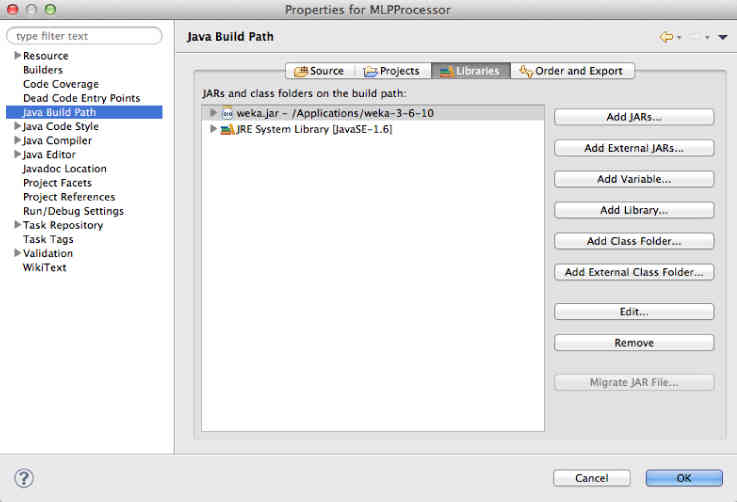 Properties for MLPProcessor
type filter text
Resource
Builders
Code Coverage
Dead Code Entry Points
Java Build Path
Java Code Style
Java Compiler
Java Editor
Javadoc Location
Project Facets
Project References
Run/Debug Settings
Task Repository
Task Tags
Validation
WikiText
Java Build Path
Source Projects Libraries Order and Export
JARs and class folders on the build path:
weka.jar - /Applications/weka-3-6-10
JRE System Library [JavaSE-1.6]
Add JARs...
Add External JARs...
Add Variable...
Add Library...
Add Class Folder...
Add External Class Folder...
Edit...
Remove
Migrate JAR File...
?
Cancel OK